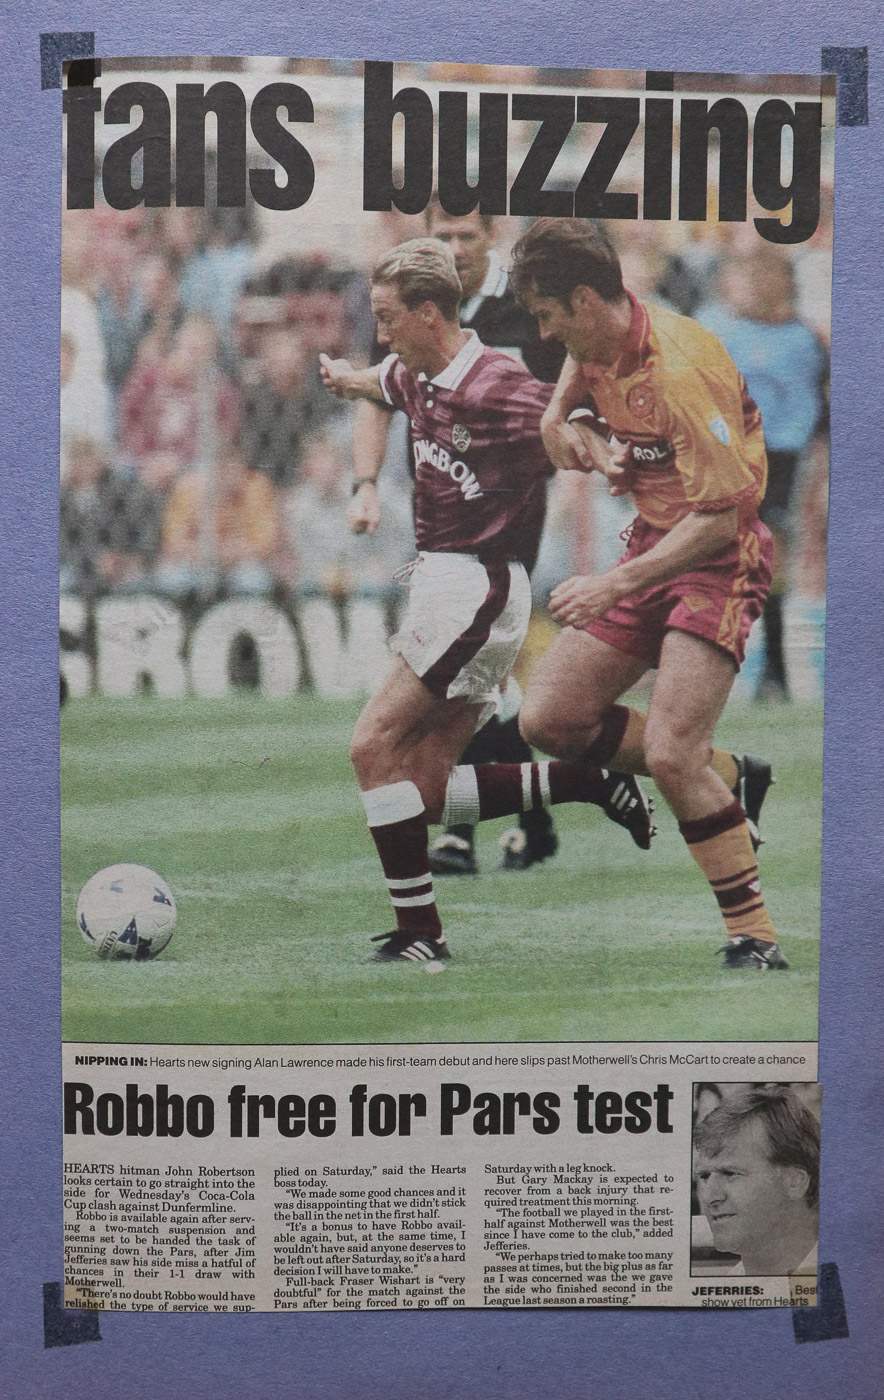 fans buzzing
NGBOW
ROL
ROW
NIPPING IN: Hearts new signing Alan Lawrence made his first-team debut and here slips past Motherwell's Chris McCart to create a chance
Robbo free for Pars test
HEARTS hitman John Robertson
looks certain to go straight into the
side for Wednesday's Coca-Cola
Cup clash against Dunfermline.
Robbo is available again after serv-
ing a two-match suspension and
seems set to be handed the task of
gunning down the Pars, after Jim
Jefferies saw his side miss a hatful of
chances in their 1-1 draw with
Motherwell.
"There's no doubt Robbo would have
relished the type of service we sup-
plied on Saturday," said the Hearts
boss today.
"We made some good chances and it
was disappointing that we didn't stick
the ball in the net in the first half.
"It's a bonus to have Robbo avail-
able again, but, at the same time, I
wouldn't have said anyone deserves to
be left out after Saturday, so it's a hard
decision I will have to make."
Full-back Fraser Wishart is "very
doubtful" for the match against the
Pars after being forced to go off on
Saturday with a leg knock.
But Gary Mackay is expected to
recover from a back injury that re-
quired treatment this morning.
"The football we played in the first-
half against Motherwell was the best
since I have come to the club," added
Jefferies.
"We perhaps tried to make too many
passes at times, but the big plus as far
as I was concerned was the we gave
the side who finished second in the
League last season a roasting."
JEFERRIES: Best
show yet from Hearts